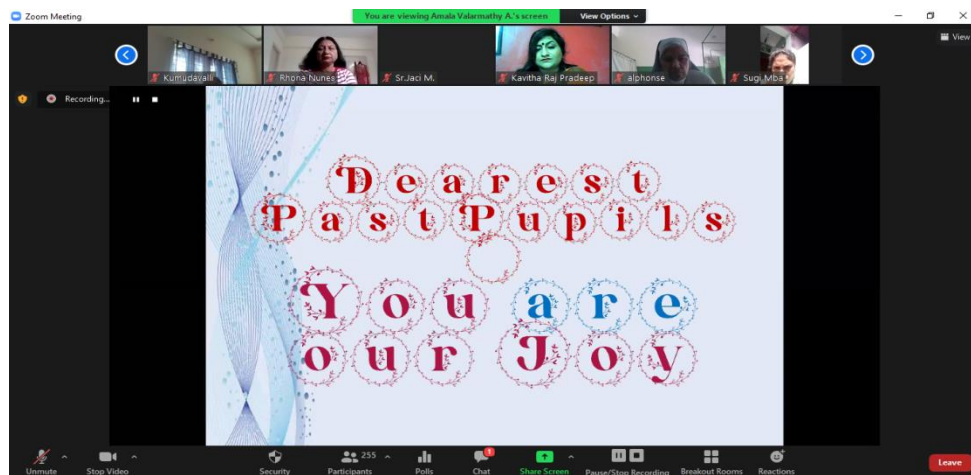 Zoom Meeting
You are viewing Amala Valarmathy A.'s screen
View Options
View
Kumudavalli
Rhona Nunes
Sr.Jaci M.
Kavitha Raj Pradeep
alphonse
Sugi Mba
Recording...
Dearest
Past Pupils
You are
our Joy
Unmute
Stop Video
Security
255
Participants
Polls
1
Chat
Share Screen
Pause/Stop Recording
Breakout Rooms
Reactions
Leave